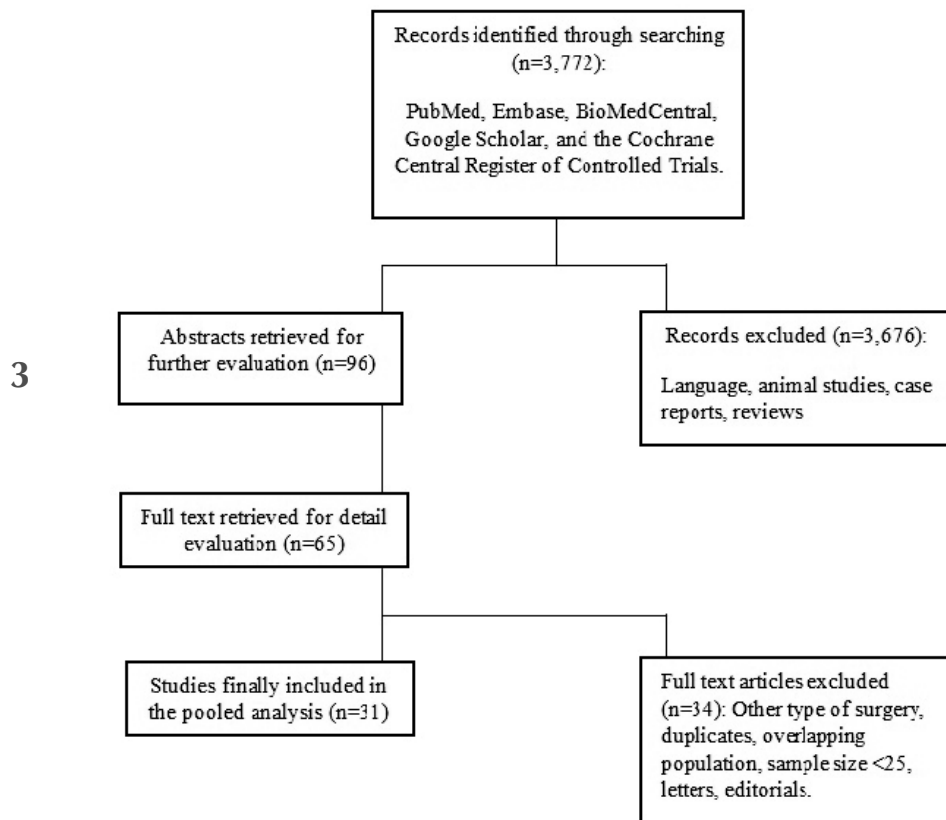 Records identified through searching
(n=3,772):
PubMed, Embase, BioMedCentral,
Google Scholar, and the Cochrane
Central Register of Controlled Trials.
Abstracts retrieved for
further evaluation (n=96)
Records excluded (n=3,676):
Language, animal studies, case
reports, reviews
3
Full text retrieved for detail
evaluation (n=65)
Studies finally included in
the pooled analysis (n=31)
Full text articles excluded
(n=34): Other type of surgery,
duplicates, overlapping
population, sample size <25,
letters, editorials.